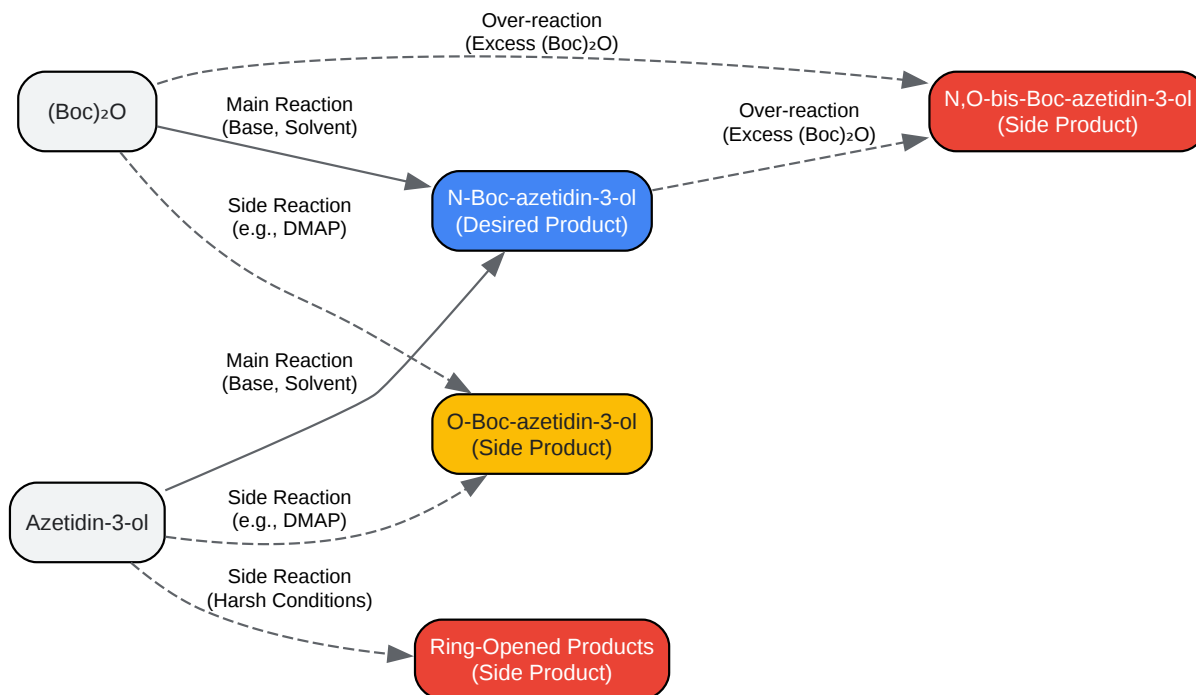 Over-reaction
(Excess (Boc)₂O)
(Boc)₂O
Main Reaction
(Base, Solvent)
N,O-bis-Boc-azetidin-3-ol
(Side Product)
Over-reaction
(Excess (Boc)₂O)
N-Boc-azetidin-3-ol
(Desired Product)
Side Reaction
(e.g., DMAP)
Main Reaction
(Base, Solvent)
O-Boc-azetidin-3-ol
(Side Product)
Azetidin-3-ol
Side Reaction
(e.g., DMAP)
Side Reaction
(Harsh Conditions)
Ring-Opened Products
(Side Product)